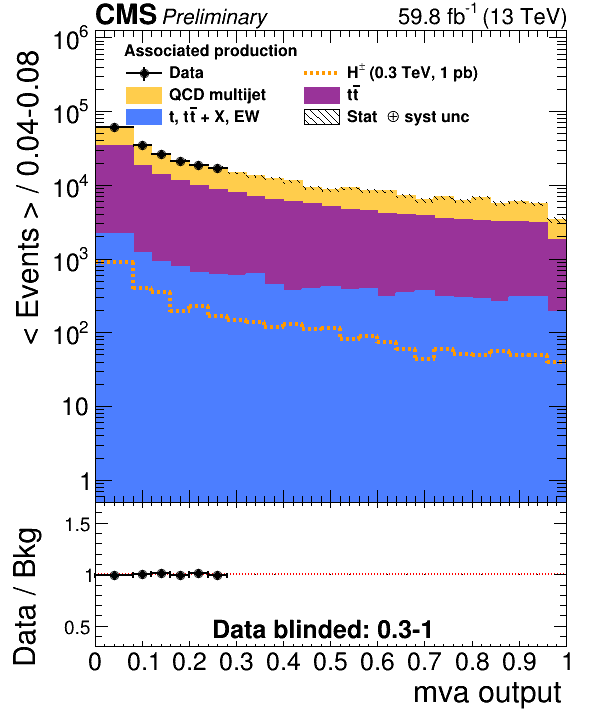 CMS Preliminary 59.8 fb⁻¹ (13 TeV)
Associated production
Data
H± (0.3 TeV, 1 pb)
QCD multijet
tt̄
t, tt̄ + X, EW
Stat ⊕ syst unc
< Events > / 0.04-0.08
10⁶
10⁵
10⁴
10³
10²
10
1
Data / Bkg
1.5
1
0.5
Data blinded: 0.3-1
0 0.1 0.2 0.3 0.4 0.5 0.6 0.7 0.8 0.9 1
mva output